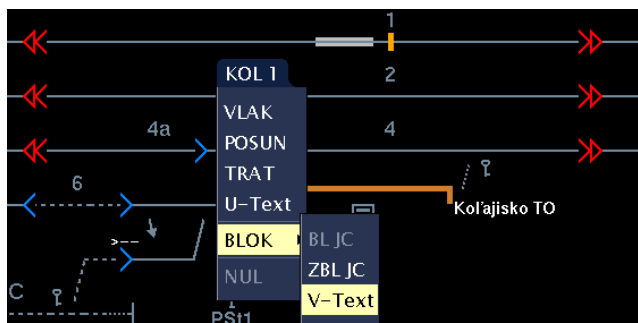 1
KOL 1
2
VLAK
4a
POSUN
4
TRAT
6
U-Text
Koľajisko TO
>--
BLOK
BL JC
ZBL JC
NUL
C
V-Text
PSt1